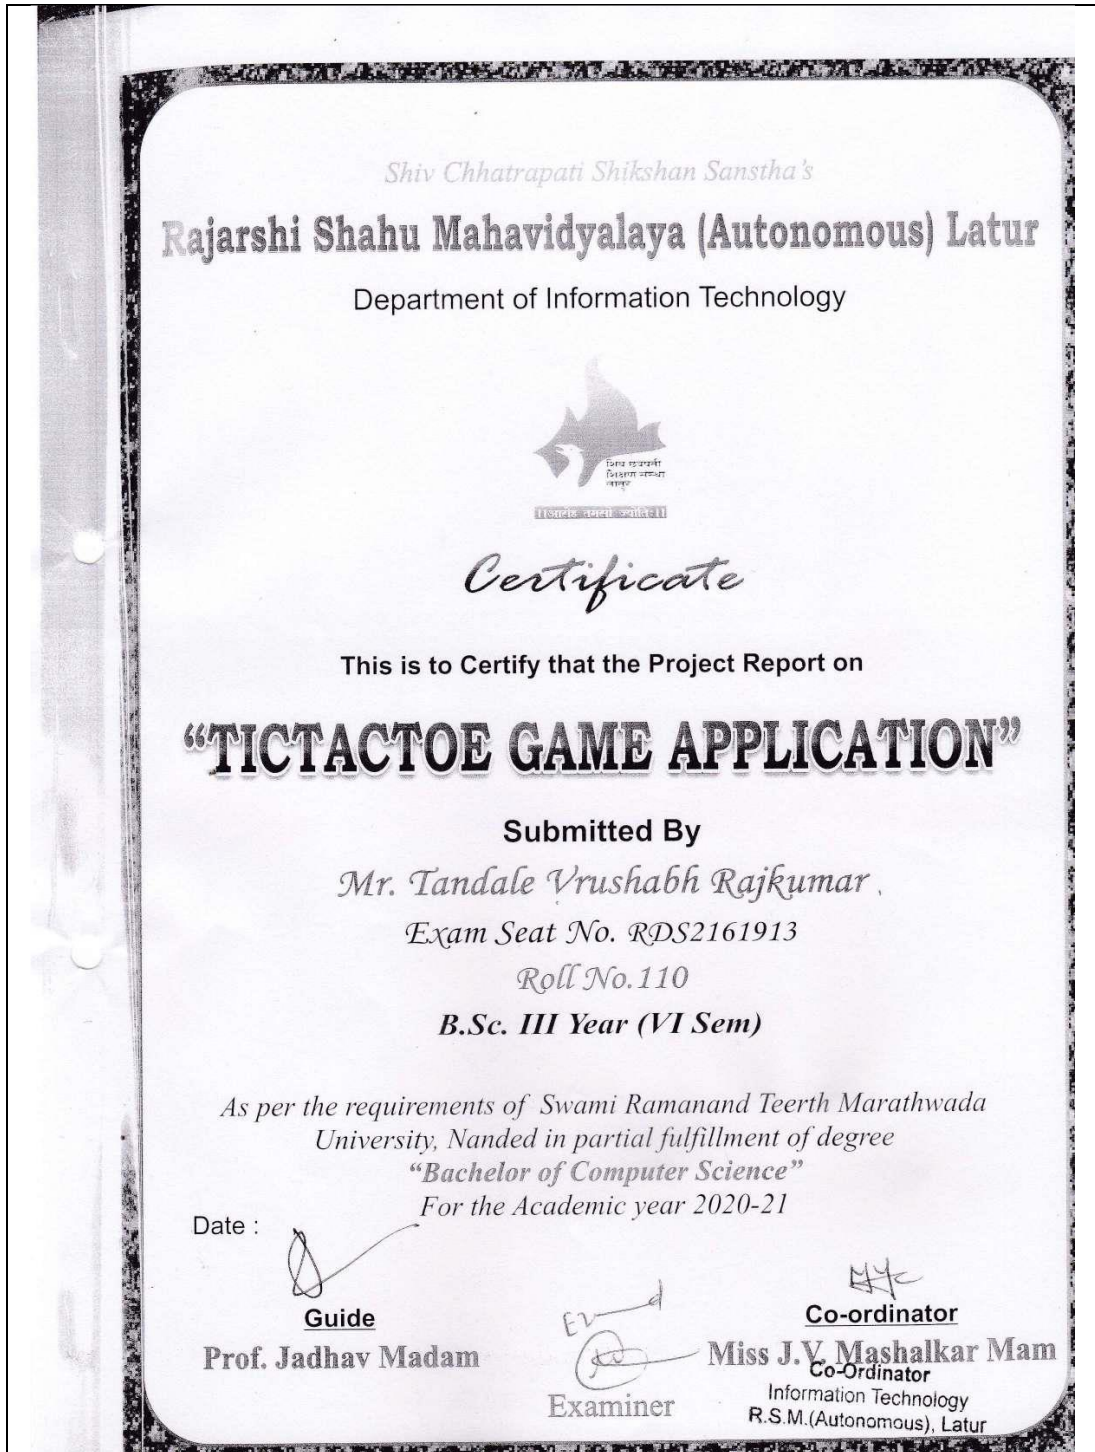 Shiv Chhatrapati Shikshan Sanstha's
Rajarshi Shahu Mahavidyalaya (Autonomous) Latur
Department of Information Technology
शिव छत्रपती
शिक्षण संस्था
लातूर
Certificate
This is to Certify that the Project Report on
“TICTACTOE GAME APPLICATION”
Submitted By
Mr. Tandale Vrushabh Rajkumar
Exam Seat No. RDS2161913
Roll No.110
B.Sc. III Year (VI Sem)
As per the requirements of Swami Ramanand Teerth Marathwada
University, Nanded in partial fulfillment of degree
“Bachelor of Computer Science”
For the Academic year 2020-21
Date :
Guide
Prof. Jadhav Madam
Examiner
Co-ordinator
Miss J.V. Mashalkar Mam
Co-Ordinator
Information Technology
R.S.M.(Autonomous), Latur